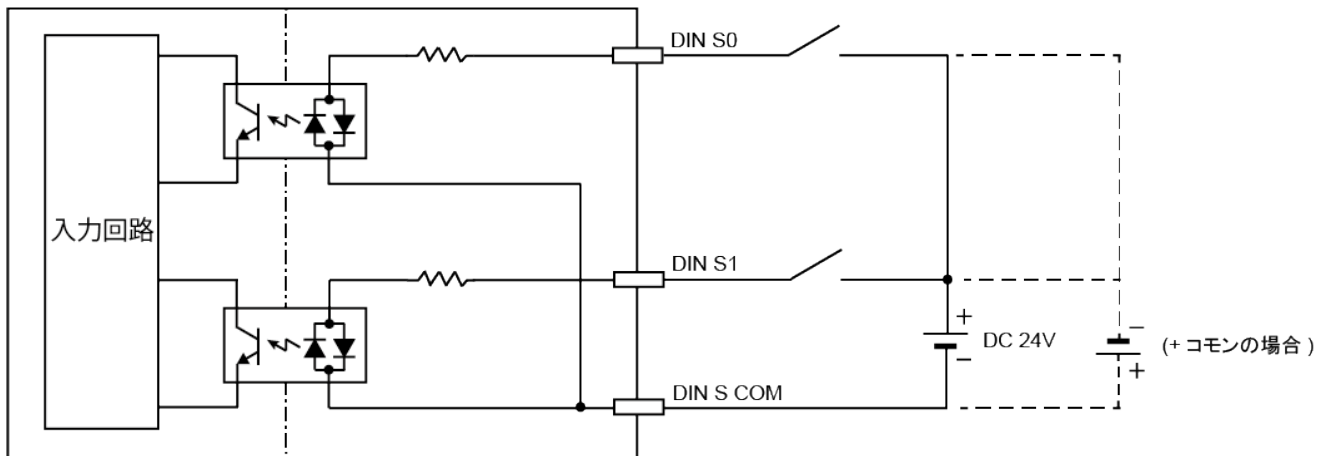 DIN S0
入力回路
DIN S1
+
DC 24V
−
−
(+ コモンの場合 )
+
DIN S COM